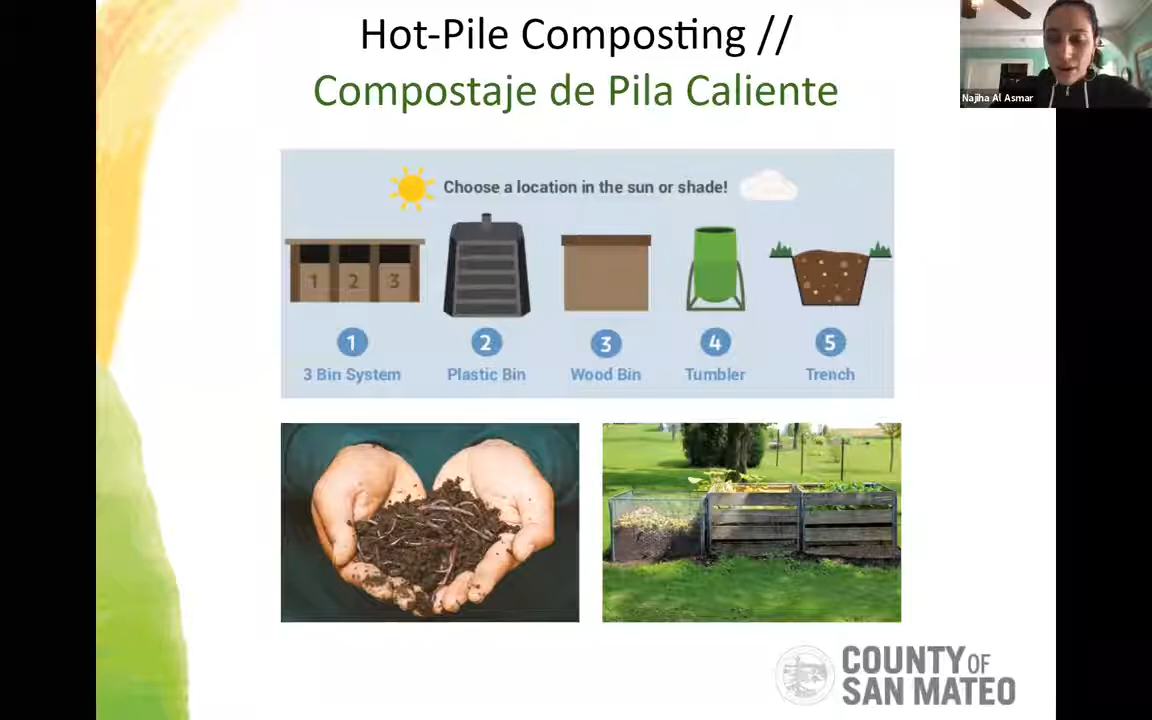 Hot-Pile Composting //
Compostaje de Pila Caliente
Najiha Al Asmar
Choose a location in the sun or shade!
1 2 3
1 2 3 4 5
3 Bin System Plastic Bin Wood Bin Tumbler Trench
COUNTY OF
SAN MATEO